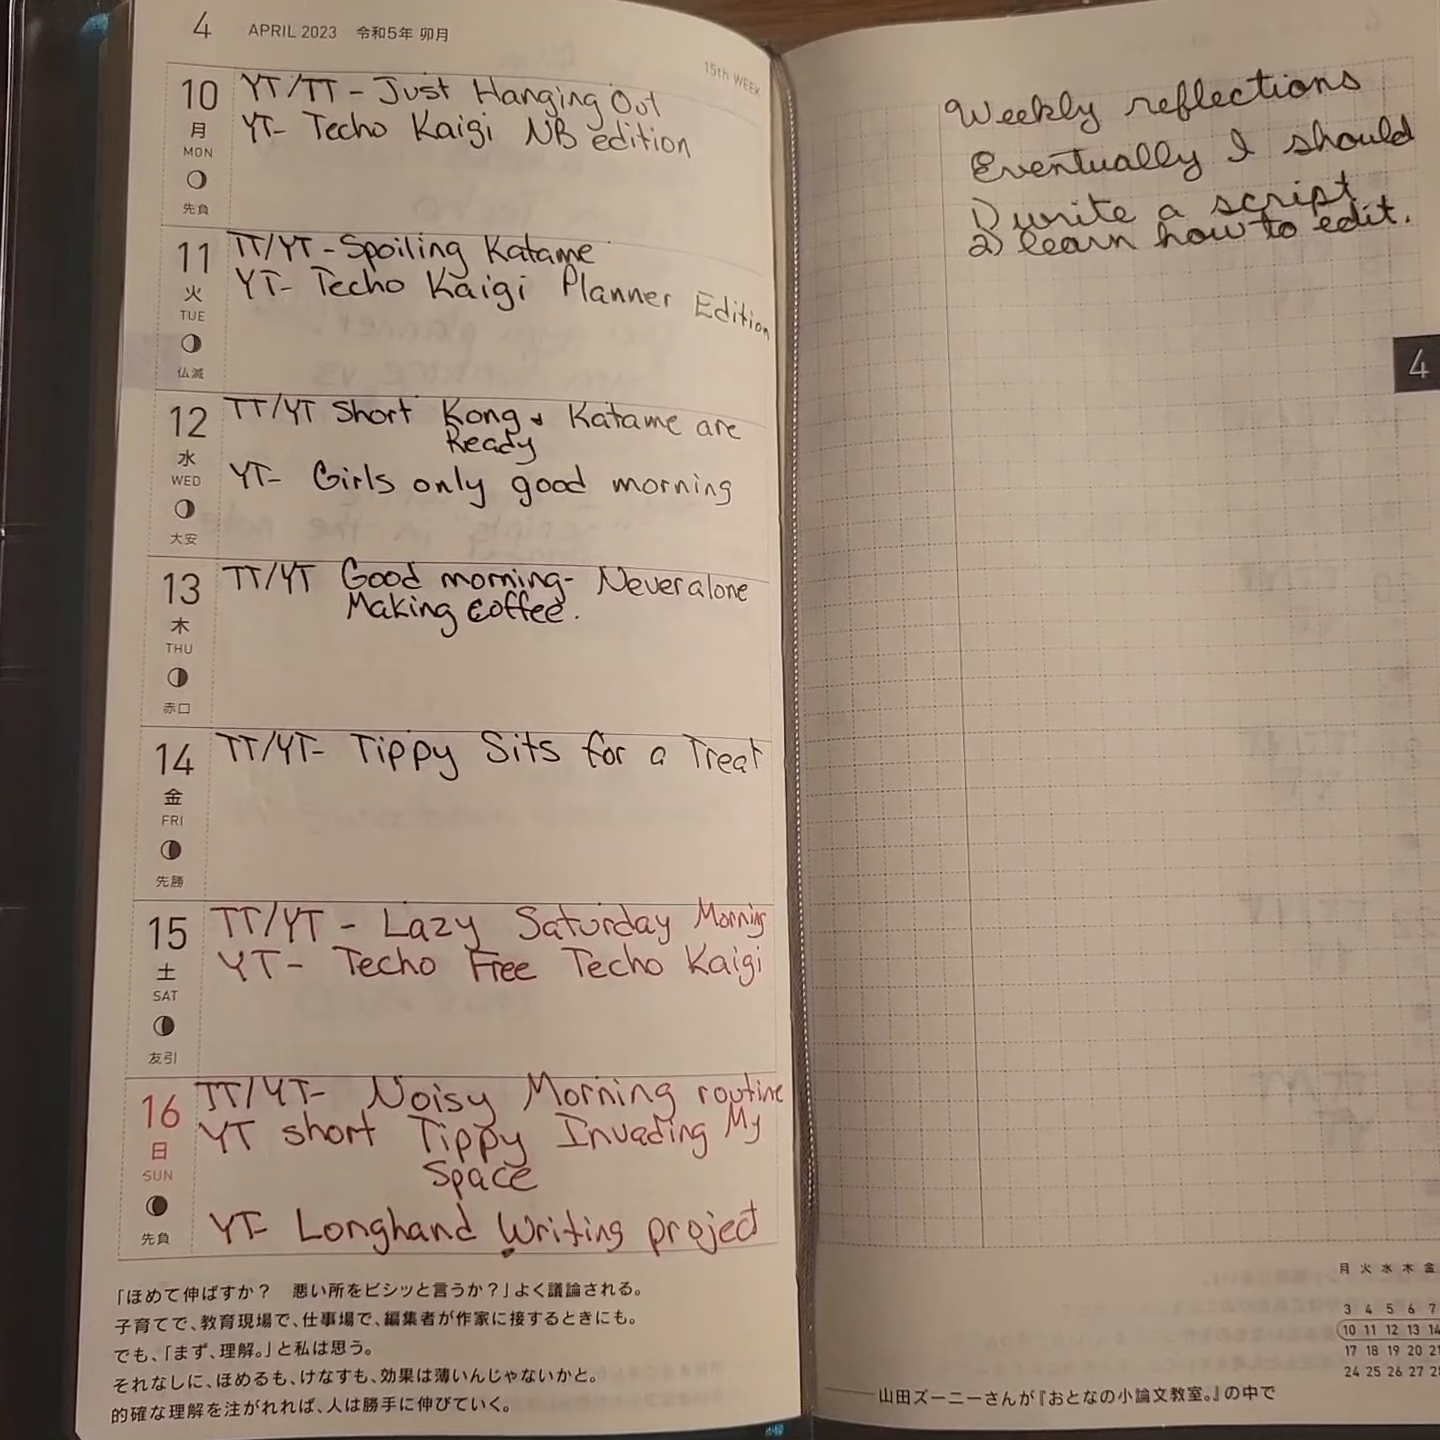 4 APRIL 2023 令和5年 卯月
15th WEEK
10 YT/TT - Just Hanging Out
月 YT- Techo Kaigi NB edition
MON
先負
11 TT/YT - Spoiling Katame
火 YT- Techo Kaigi Planner Edition
TUE
仏滅
12 TT/YT Short Kong & Katame are
Ready
水
WED YT- Girls only good morning
大安
13 TT/YT Good morning- Never alone
Making coffee.
木
THU
赤口
14 TT/YT- Tippy Sits for a Treat
金
FRI
先勝
15 TT/YT - Lazy Saturday Morning
土 YT- Techo Free Techo Kaigi
SAT
友引
16 TT/YT- Noisy Morning routine
日 YT short Tippy Invading My
SUN Space
先負 YT- Longhand Writing project
「ほめて伸ばすか？ 悪い所をビシッと言うか？」よく議論される。
子育てで、教育現場で、仕事場で、編集者が作家に接するときにも。
でも、「まず、理解。」と私は思う。
それなしに、ほめるも、けなすも、効果は薄いんじゃないかと。
的確な理解を注がれれば、人は勝手に伸びていく。
Weekly reflections
Eventually I should
1) write a script
2) learn how to edit.
4
月 火 水 木 金
3 4 5 6 7
10 11 12 13 14
17 18 19 20 21
24 25 26 27 28
山田ズーニーさんが『おとなの小論文教室。』の中で